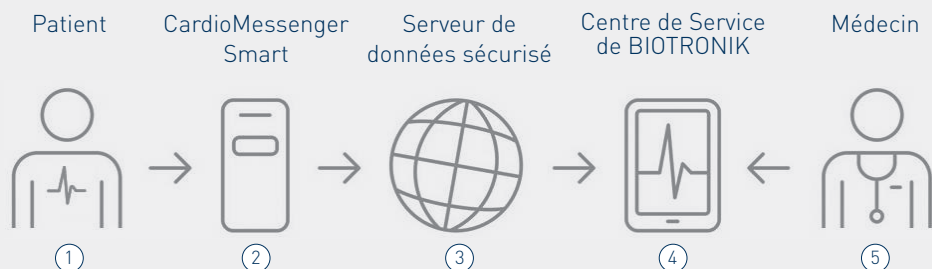 Patient
CardioMessenger
Smart
Serveur de
données sécurisé
Centre de Service
de BIOTRONIK
Médecin
1
2
3
4
5